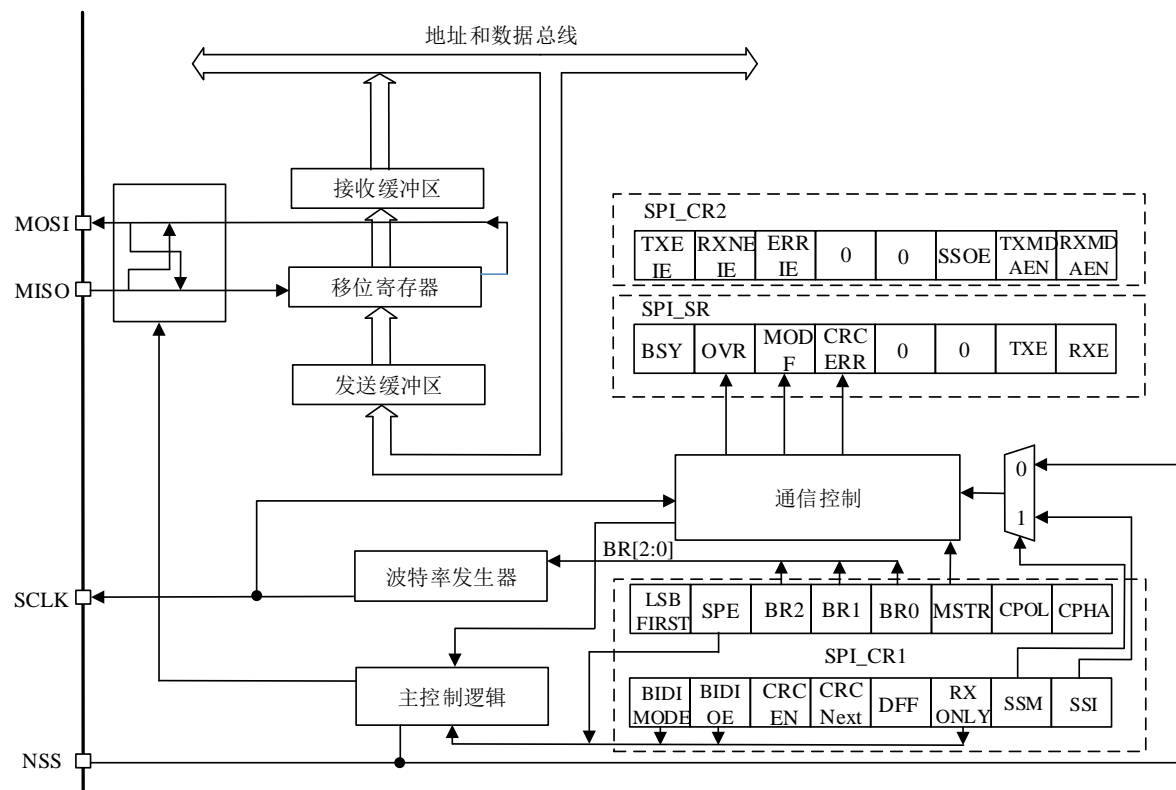 地址和数据总线
接收缓冲区
MOSI
MISO
移位寄存器
发送缓冲区
SPI_CR2
TXE
IE
RXNE
IE
ERR
IE
0
0
SSOE
TXMD
AEN
RXMD
AEN
SPI_SR
BSY
OVR
MOD
F
CRC
ERR
0
0
TXE
RXE
通信控制
0
1
BR[2:0]
波特率发生器
SCLK
LSB
FIRST
SPE
BR2
BR1
BR0
MSTR
CPOL
CPHA
SPI_CR1
主控制逻辑
BIDI
MODE
BIDI
OE
CRC
EN
CRC
Next
DFF
RX
ONLY
SSM
SSI
NSS